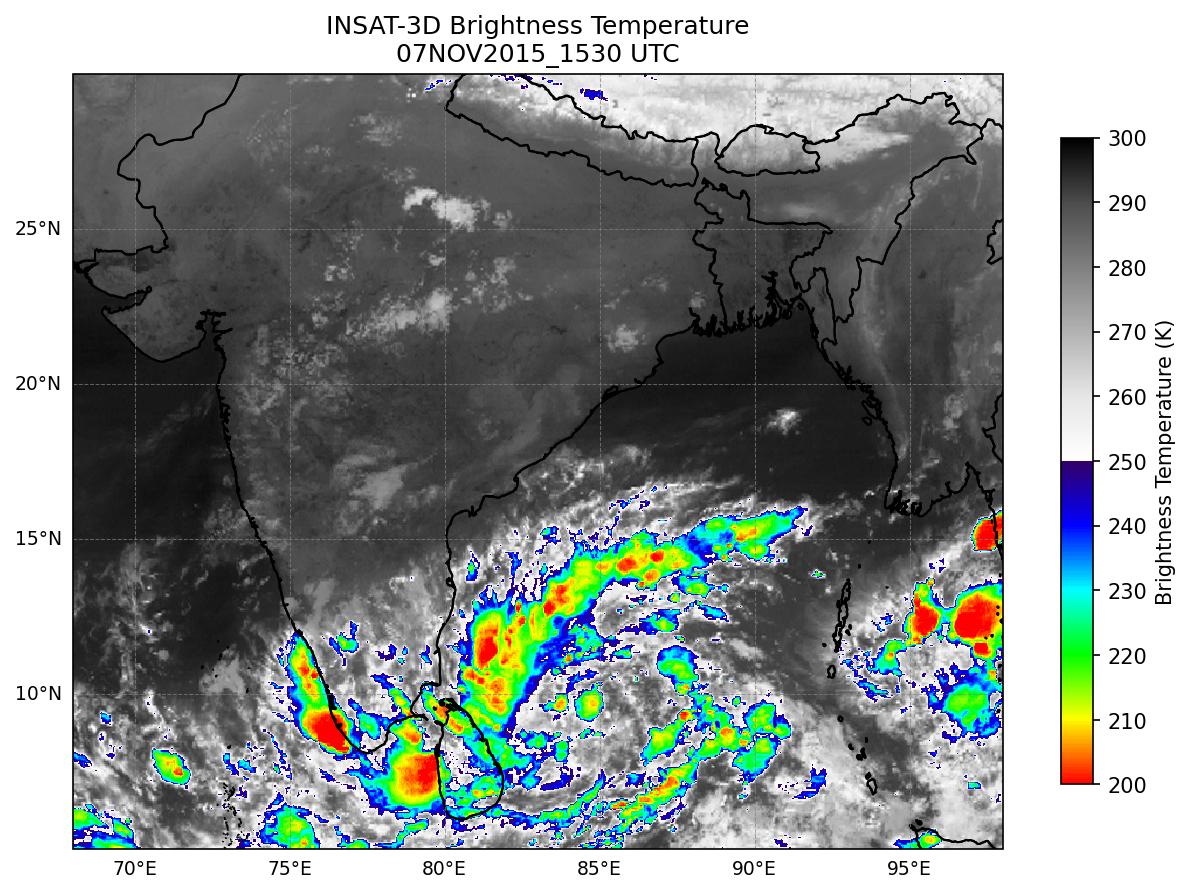 INSAT-3D Brightness Temperature
07NOV2015_1530 UTC
25°N
20°N
15°N
10°N
70°E
75°E
80°E
85°E
90°E
95°E
300
290
280
270
260
250
240
230
220
210
200
Brightness Temperature (K)